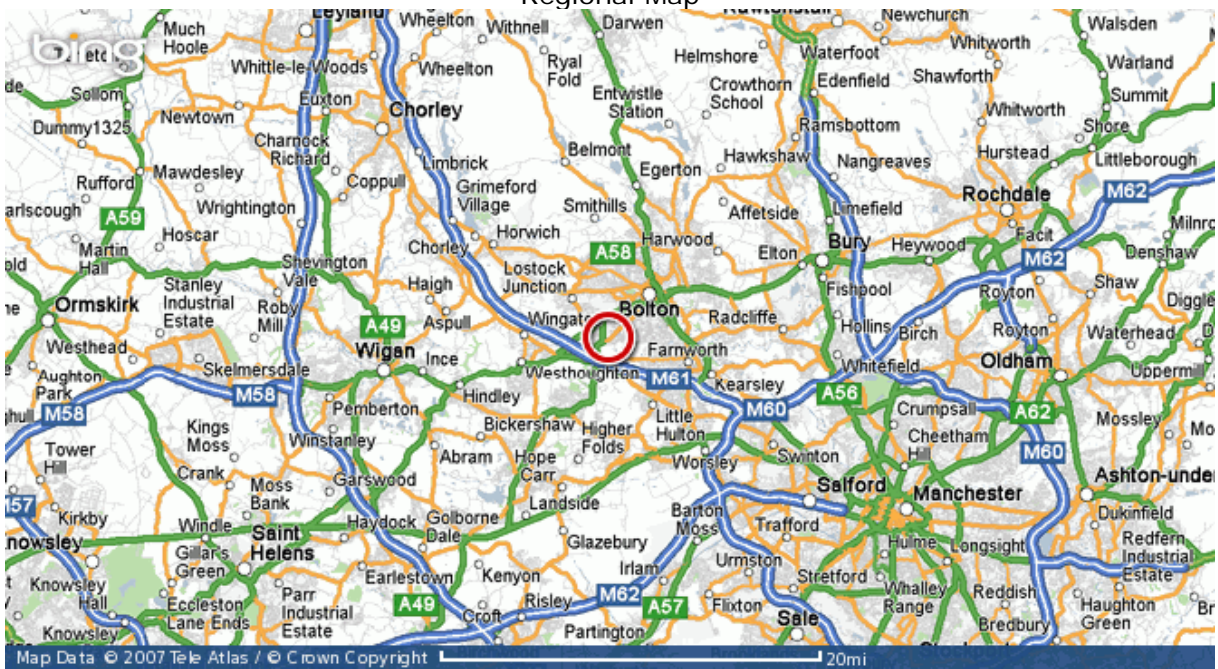 Regional Map
Leyland
Wheelton
Withnell
Darwen
Rawtenstall
Newchurch
Walsden
Much
Hoole
bing
Whittle-le-Woods
Wheelton
Ryal
Fold
Helmshore
Waterfoot
Whitworth
Warland
Sollom
Euxton
Chorley
Entwistle
Station
Crowthorn
School
Edenfield
Shawforth
Summit
Newtown
Dummy1325
Charnock
Richard
Limbrick
Belmont
Ramsbottom
Whitworth
Shore
Rufford
Mawdesley
Coppull
Grimeford
Village
Egerton
Hawkshaw
Nangreaves
Hurstead
Littleborough
arlscough
A59
Wrightington
Smithills
Affetside
Limefield
Rochdale
M62
Martin
Hall
Hoscar
Chorley
Horwich
A58
Harwood
Elton
Bury
Heywood
Facit
Milnro
Denshaw
old
Shevington
Vale
Lostock
Junction
M62
Stanley
Industrial
Estate
Roby
Mill
Haigh
Bolton
Fishpool
Royton
Shaw
Diggle
Ormskirk
A49
Aspull
Radcliffe
Hollins
Birch
Royton
Waterhead
Westhead
Wigan
Ince
Farnworth
Whitefield
Oldham
Uppermill
Aughton
Park
Skelmersdale
Westhoughton
M61
Kearsley
M58
M58
Pemberton
Hindley
M60
A56
Crumpsall
A62
Mossley
Kings
Moss
Bickershaw
Higher
Folds
Little
Hulton
Cheetham
Hill
M60
Tower
Hill
Winstanley
Abram
Hope
Carr
Worsley
Swinton
Crank
Moss
Bank
Garswood
Landside
Salford
Manchester
Ashton-under
Kirkby
Windle
Saint
Helens
Haydock
Golborne
Dale
Barton
Moss
Trafford
Dukinfield
nowsley
Gillar's
Green
Glazebury
Urmston
Hulme
Longsight
Redfern
Industrial
Estate
Knowsley
Hall
Eccleston
Lane Ends
Parr
Industrial
Estate
Earlestown
Kenyon
Irlam
Stretford
Whalley
Range
Reddish
Haughton
Green
A49
Croft
Risley
M62
A57
Flixton
Sale
Bredbury
Knowsley
Partington
Map Data © 2007 Tele Atlas / © Crown Copyright
20mi